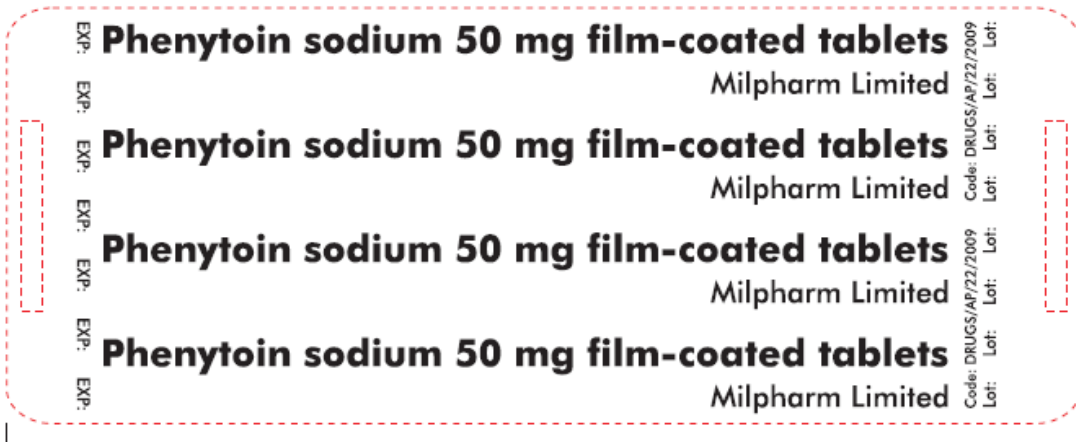 Phenytoin sodium 50 mg film-coated tablets
Milpharm Limited
Phenytoin sodium 50 mg film-coated tablets
Milpharm Limited
Phenytoin sodium 50 mg film-coated tablets
Milpharm Limited
Phenytoin sodium 50 mg film-coated tablets
Milpharm Limited
EXP:
EXP:
EXP:
EXP:
EXP:
EXP:
EXP:
Code: DRUGS/AP/22/2009
Code: DRUGS/AP/22/2009
Lot:
Lot:
Lot:
Lot:
Lot:
Lot:
Lot:
Lot: